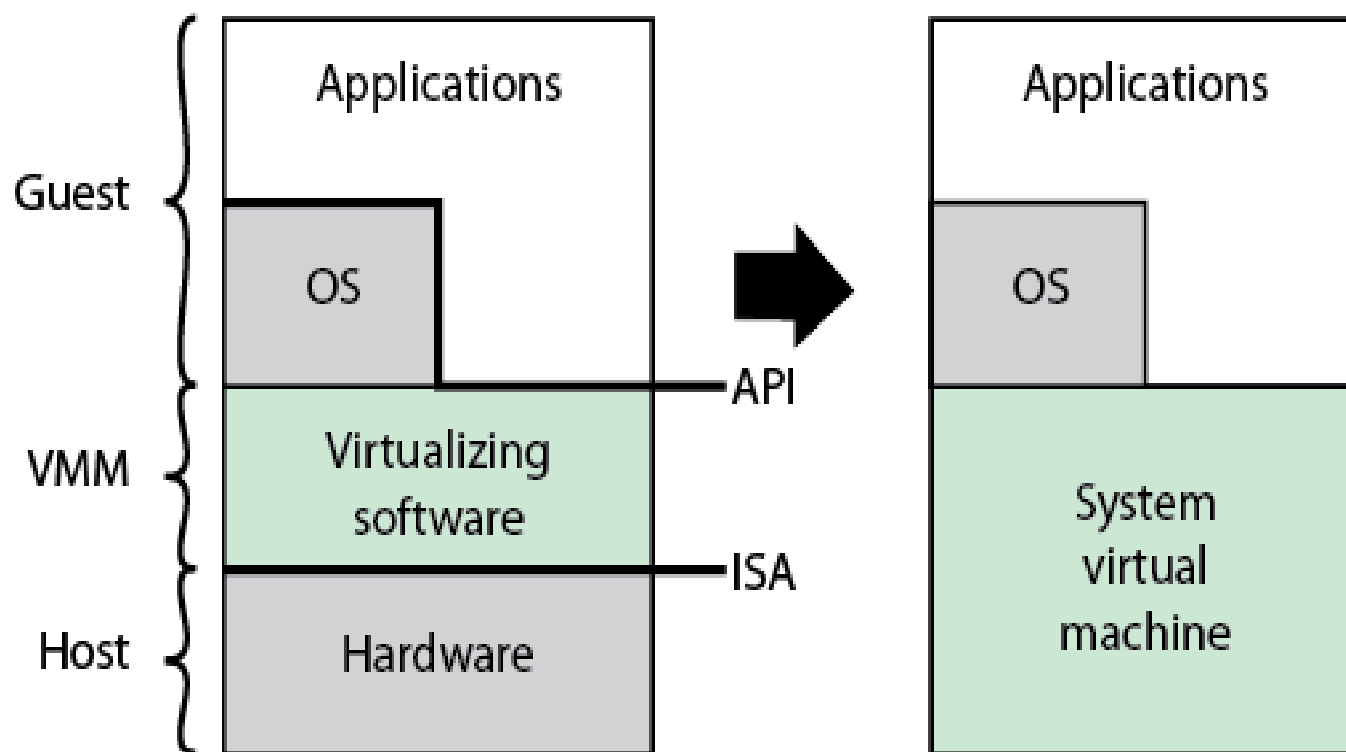 Applications
Applications
Guest
OS
OS
API
VMM
Virtualizing
software
System
virtual
machine
ISA
Host
Hardware